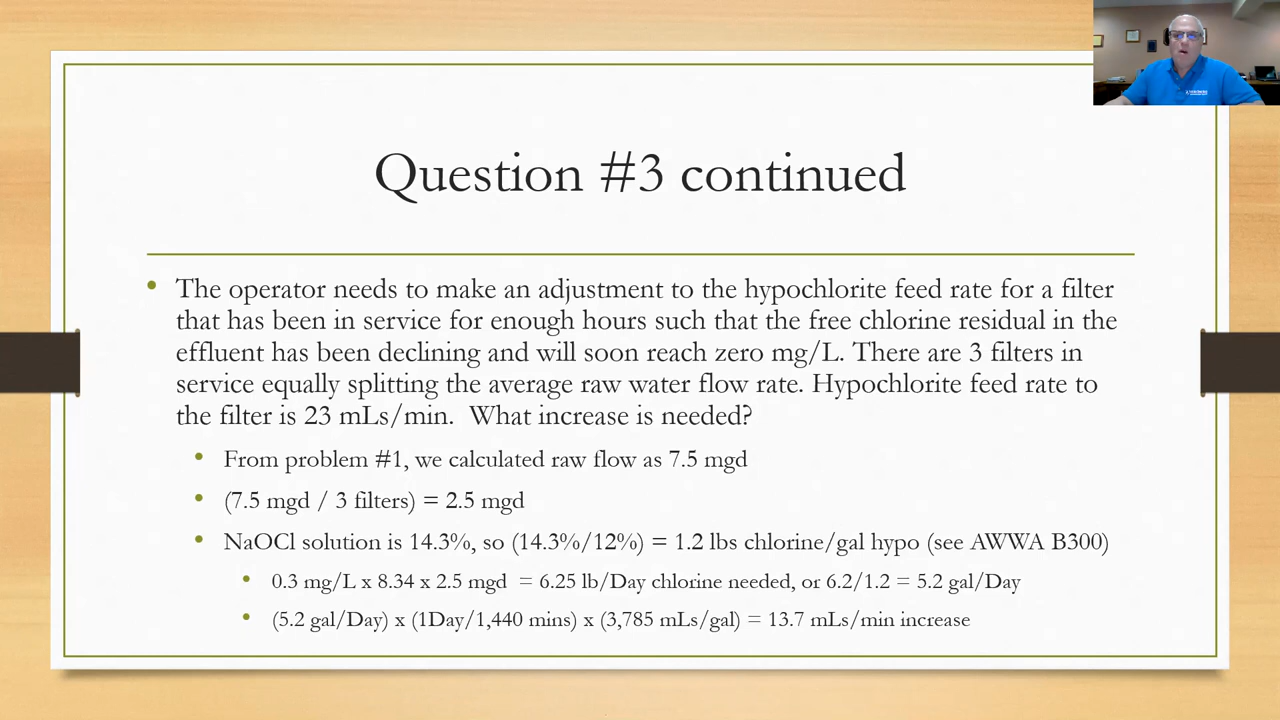 Question #3 continued
• The operator needs to make an adjustment to the hypochlorite feed rate for a filter
that has been in service for enough hours such that the free chlorine residual in the
effluent has been declining and will soon reach zero mg/L. There are 3 filters in
service equally splitting the average raw water flow rate. Hypochlorite feed rate to
the filter is 23 mLs/min. What increase is needed?
• From problem #1, we calculated raw flow as 7.5 mgd
• (7.5 mgd / 3 filters) = 2.5 mgd
• NaOCl solution is 14.3%, so (14.3%/12%) = 1.2 lbs chlorine/gal hypo (see AWWA B300)
• 0.3 mg/L x 8.34 x 2.5 mgd = 6.25 lb/Day chlorine needed, or 6.2/1.2 = 5.2 gal/Day
• (5.2 gal/Day) x (1Day/1,440 mins) x (3,785 mLs/gal) = 13.7 mLs/min increase